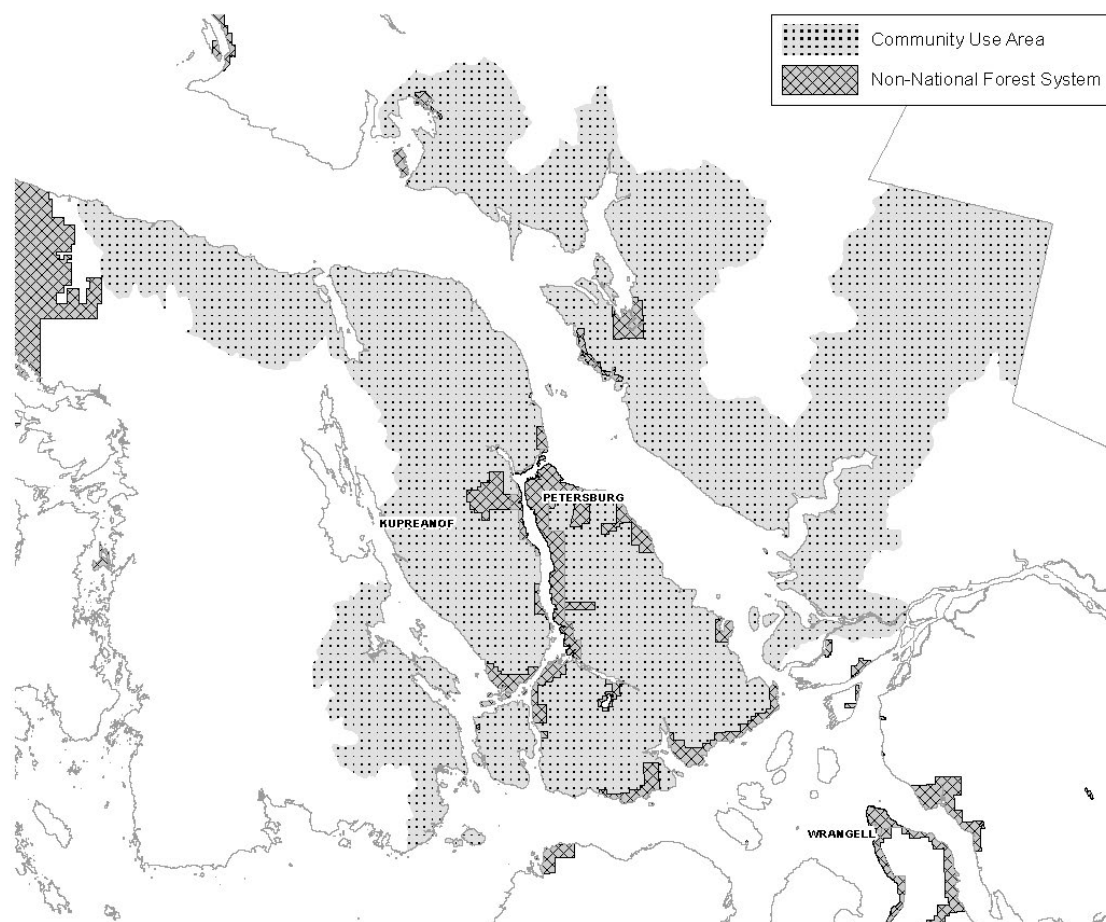 Community Use Area
Non-National Forest System
PETERSBURG
KUPREANOF
WRANGELL